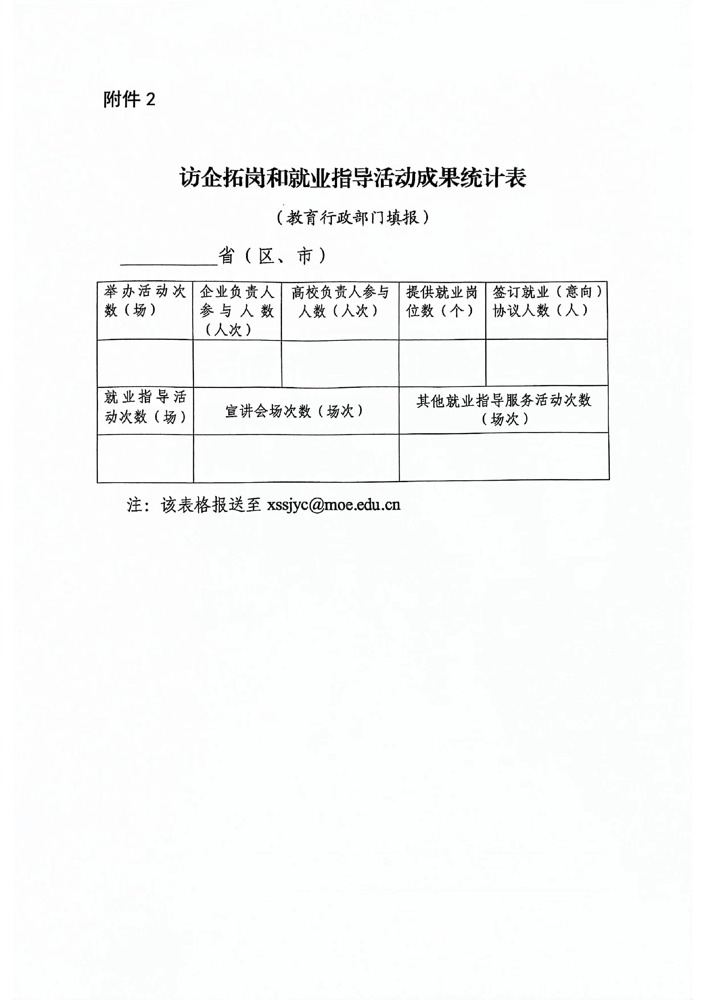 附件 2
访企拓岗和就业指导活动成果统计表
（教育行政部门填报）
省（区、市）
举办活动次
数（场）
企业负责人
参与人数
（人次）
高校负责人参与
人数（人次）
提供就业岗
位数（个）
签订就业（意向）
协议人数（人）
就业指导活
动次数（场）
宣讲会场次数（场次）
其他就业指导服务活动次数
（场次）
注：该表格报送至 xssjyc@moe.edu.cn